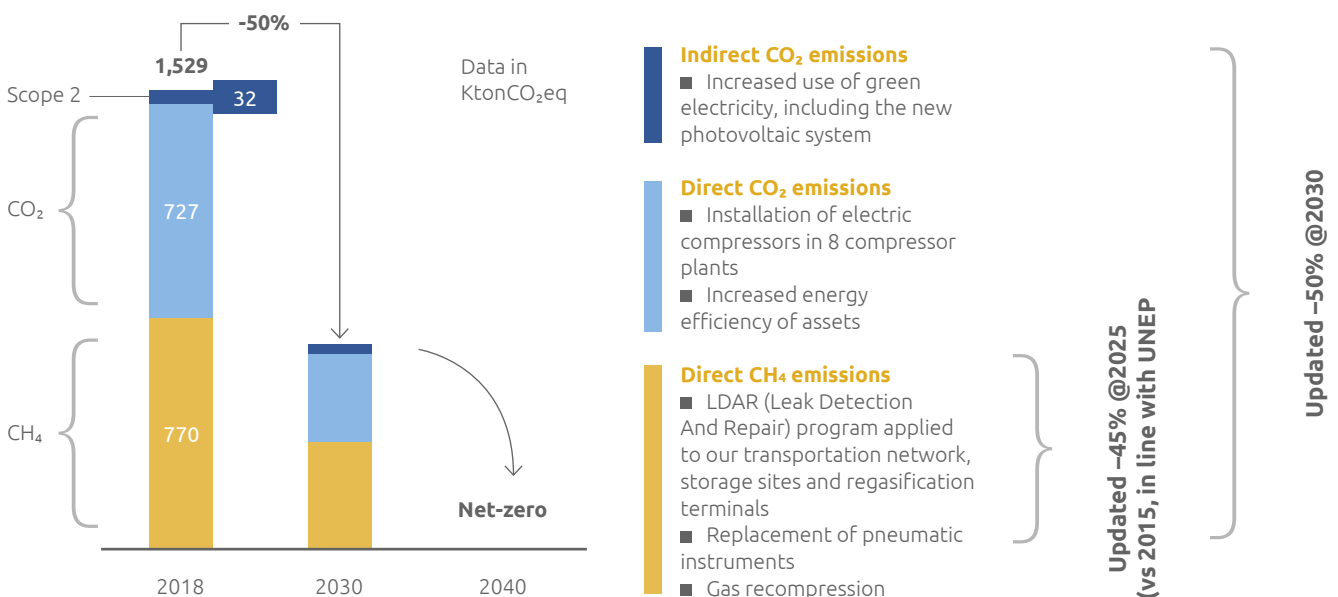 -50%
1,529
Data in
KtonCO₂eq
Scope 2
32
CO₂
727
CH₄
770
Net-zero
2018
2030
2040
Indirect CO₂ emissions
■ Increased use of green
electricity, including the new
photovoltaic system
Direct CO₂ emissions
■ Installation of electric
compressors in 8 compressor
plants
■ Increased energy
efficiency of assets
Direct CH₄ emissions
■ LDAR (Leak Detection
And Repair) program applied
to our transportation network,
storage sites and regasification
terminals
■ Replacement of pneumatic
instruments
■ Gas recompression
Updated –45% @2025
(vs 2015, in line with UNEP
Updated –50% @2030